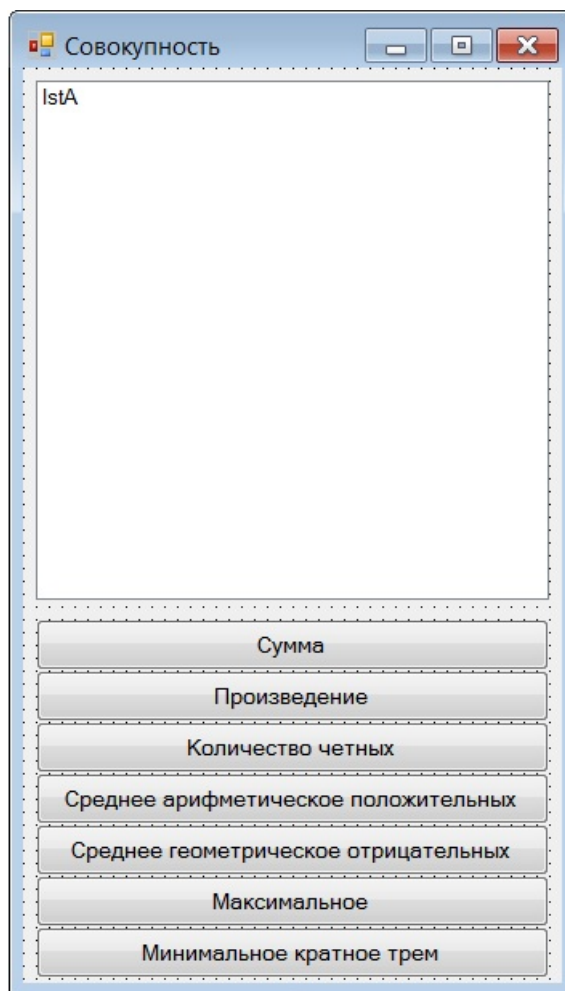 Совокупность
lstA
Сумма
Произведение
Количество четных
Среднее арифметическое положительных
Среднее геометрическое отрицательных
Максимальное
Минимальное кратное трем